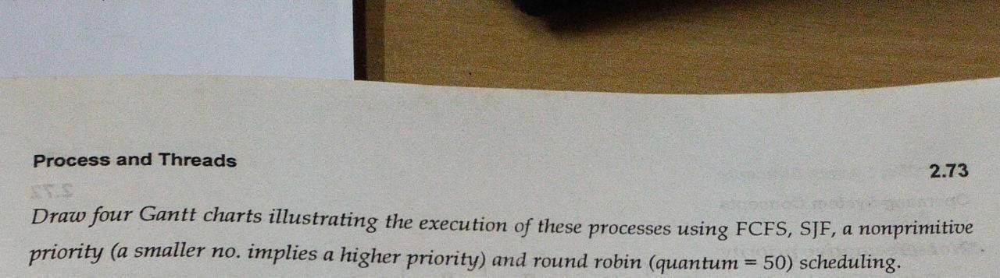 Process and Threads
2.73
Draw four Gantt charts illustrating the execution of these processes using FCFS, SJF, a nonprimitive
priority (a smaller no. implies a higher priority) and round robin (quantum = 50) scheduling.